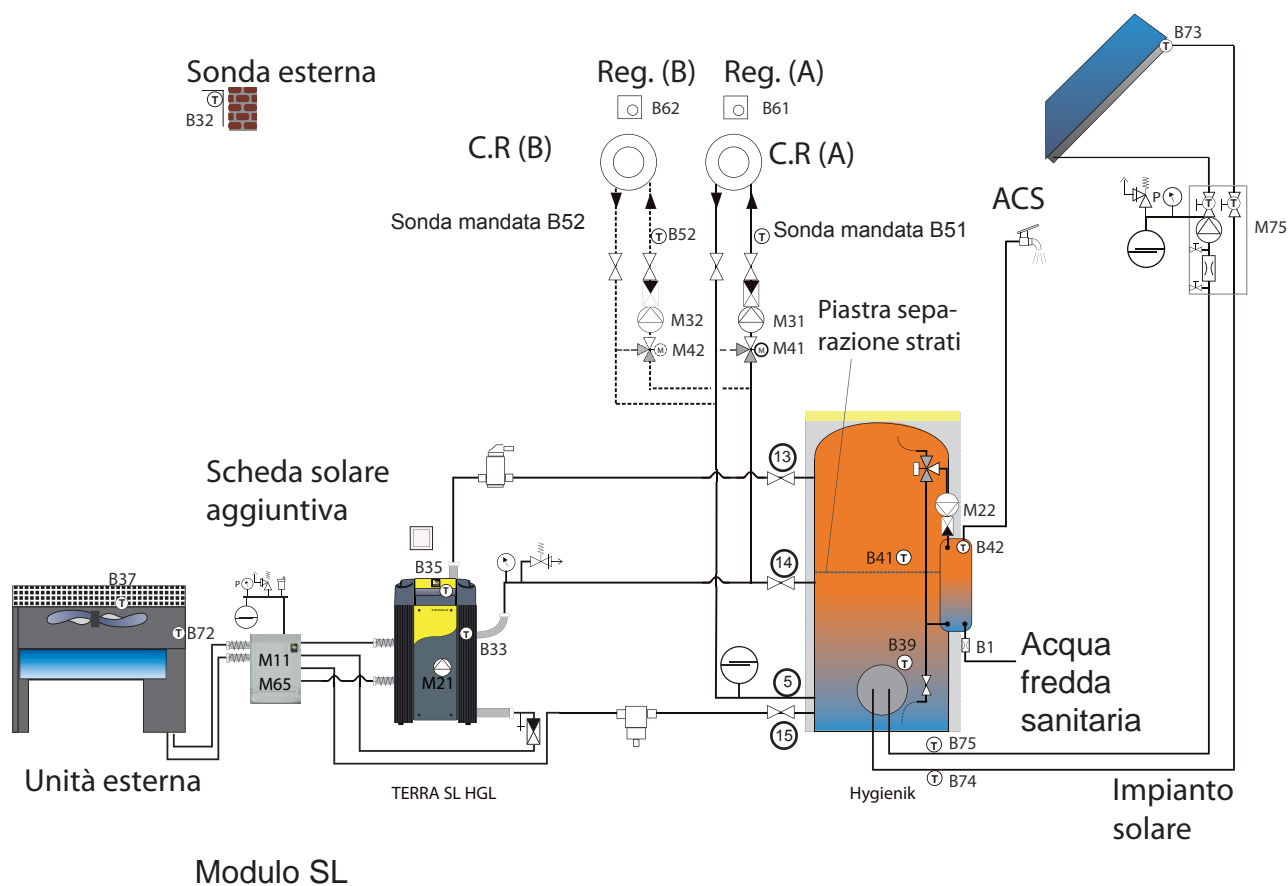 Sonda esterna
T
B32
Reg. (B)
Reg. (A)
B62
B61
C.R (B)
C.R (A)
Sonda mandata B52
T B52
T
Sonda mandata B51
ACS
T B73
P
T
T
M75
M32
M31
M M42
M M41
Piastra sepa-
razione strati
13
14
5
15
Scheda solare
aggiuntiva
B35
T
TERRA
T
B33
M21
B37
T
T B72
P
M11
M65
Unità esterna
TERRA SL HGL
M22
B41 T
T B42
B39
T
B1
Acqua
fredda
sanitaria
T B75
T B74
Hygienik
Impianto
solare
Modulo SL